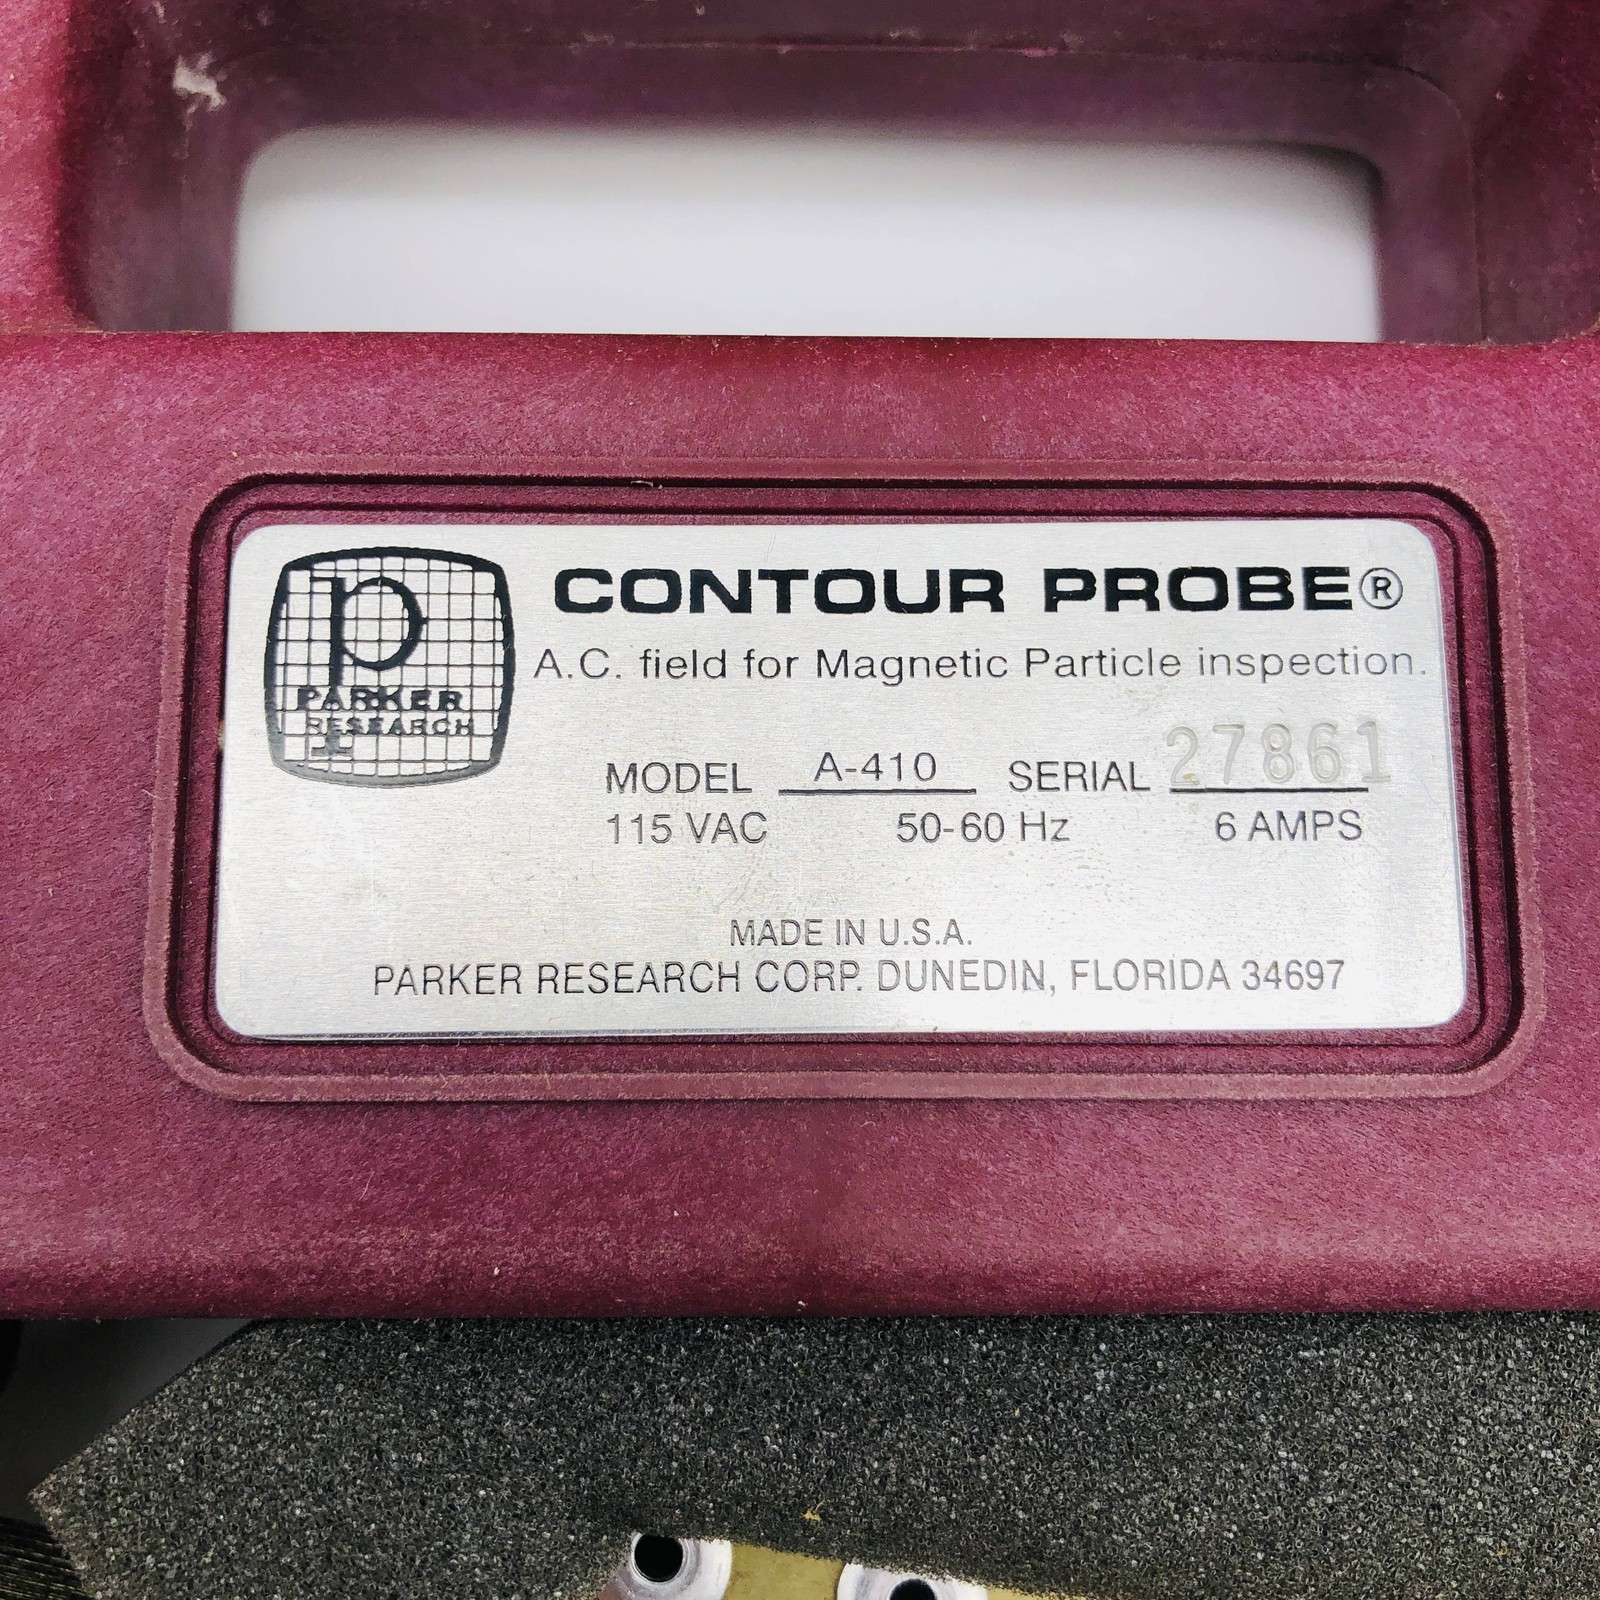 p
PARKER
RESEARCH
CONTOUR PROBE®
A.C. field for Magnetic Particle inspection.
MODEL A-410 SERIAL 27861
115 VAC 50-60 Hz 6 AMPS
MADE IN U.S.A.
PARKER RESEARCH CORP. DUNEDIN, FLORIDA 34697